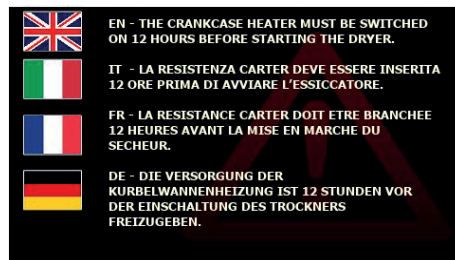 EN - THE CRANKCASE HEATER MUST BE SWITCHED
ON 12 HOURS BEFORE STARTING THE DRYER.
IT - LA RESISTENZA CARTER DEVE ESSERE INSERITA
12 ORE PRIMA DI AVVIARE L'ESSICCATORE.
FR - LA RESISTANCE CARTER DOIT ETRE BRANCHEE
12 HEURES AVANT LA MISE EN MARCHE DU
SECHEUR.
DE - DIE VERSORGUNG DER
KURBELWANNENHEIZUNG IST 12 STUNDEN VOR
DER EINSCHALTUNG DES TROCKNERS
FREIZUGEBEN.